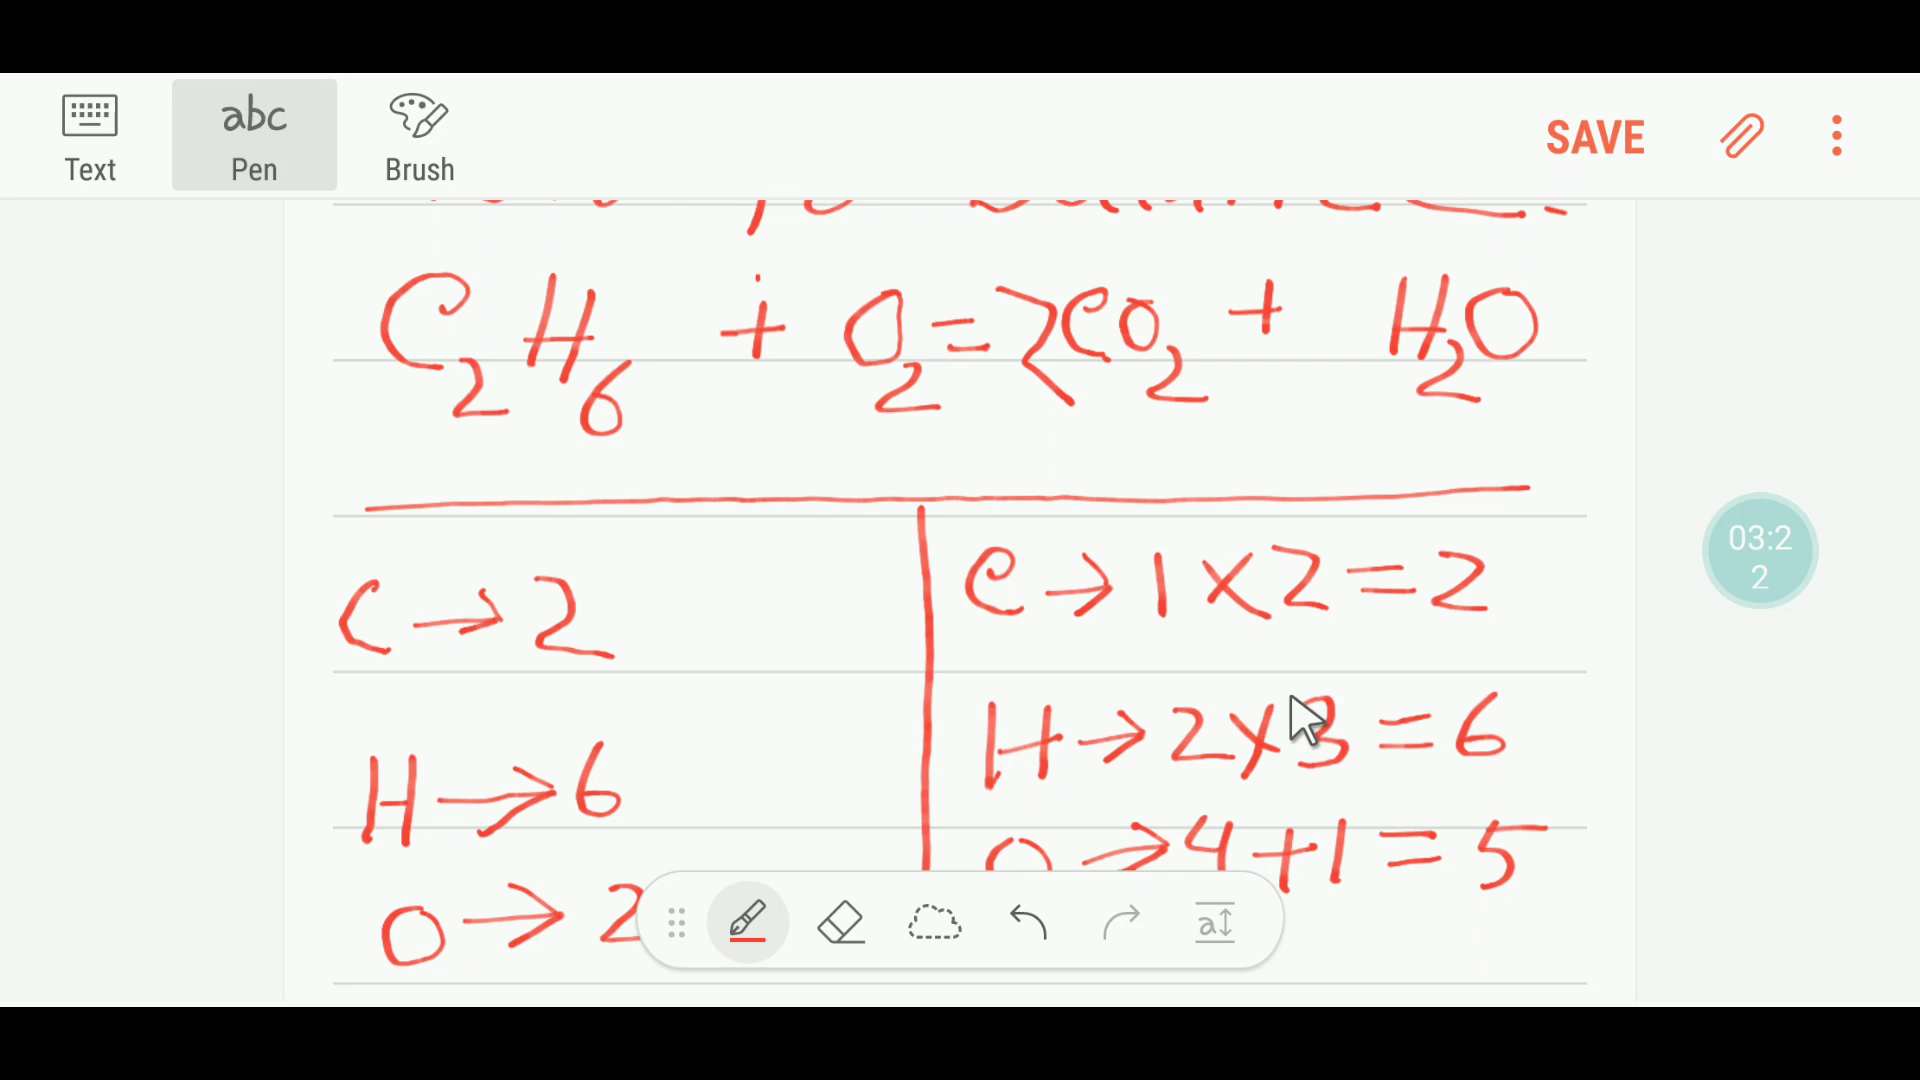 Text
abc
Pen
Brush
SAVE
C2H6 + O2 => CO2 + H2O
C → 2
C → 1 × 2 = 2
H → 6
H → 2 × 3 = 6
O → 2
O → 4 + 1 = 5
03:2
2
a